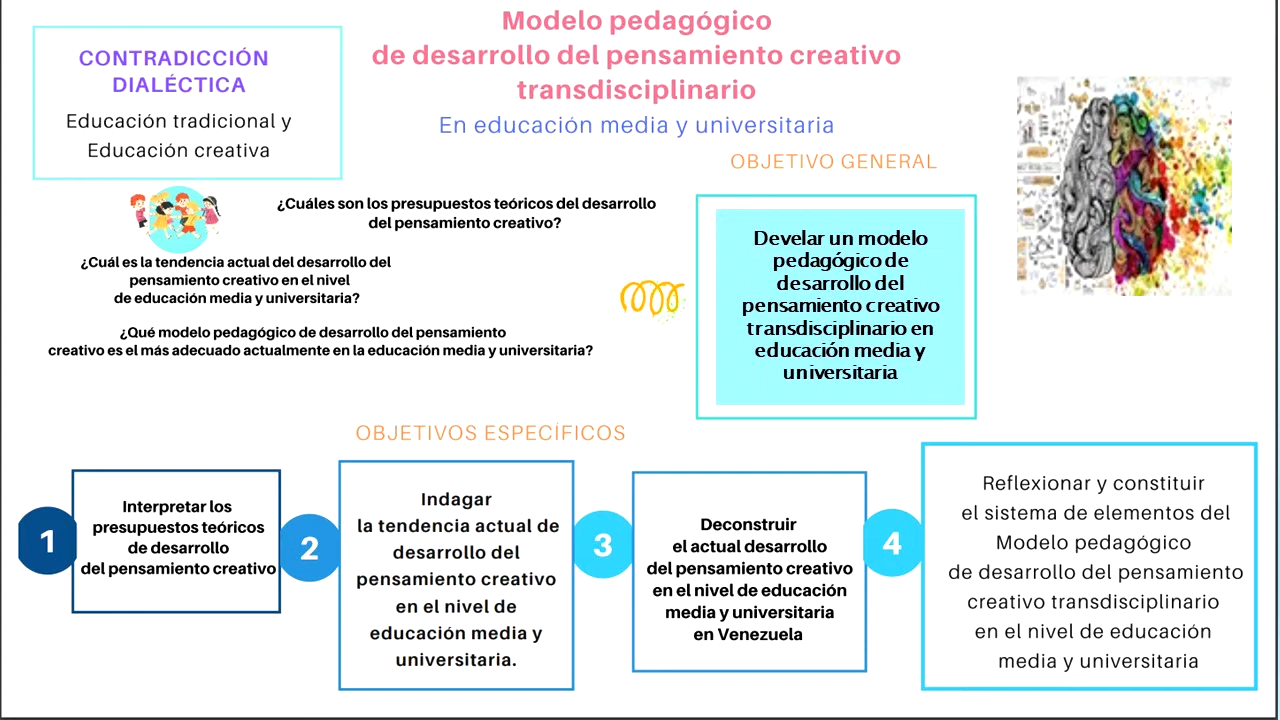 Modelo pedagógico
de desarrollo del pensamiento creativo
transdisciplinario
En educación media y universitaria
CONTRADICCIÓN
DIALÉCTICA
Educación tradicional y
Educación creativa
¿Cuáles son los presupuestos teóricos del desarrollo
del pensamiento creativo?
¿Cuál es la tendencia actual del desarrollo del
pensamiento creativo en el nivel
de educación media y universitaria?
¿Qué modelo pedagógico de desarrollo del pensamiento
creativo es el más adecuado actualmente en la educación media y universitaria?
OBJETIVO GENERAL
Develar un modelo
pedagógico de
desarrollo del
pensamiento creativo
transdisciplinario en
educación media y
universitaria
OBJETIVOS ESPECÍFICOS
1
Interpretar los
presupuestos teóricos
de desarrollo
del pensamiento creativo
2
Indagar
la tendencia actual de
desarrollo del
pensamiento creativo
en el nivel de
educación media y
universitaria.
3
Deconstruir
el actual desarrollo
del pensamiento creativo
en el nivel de educación
media y universitaria
en Venezuela
4
Reflexionar y constituir
el sistema de elementos del
Modelo pedagógico
de desarrollo del pensamiento
creativo transdisciplinario
en el nivel de educación
media y universitaria